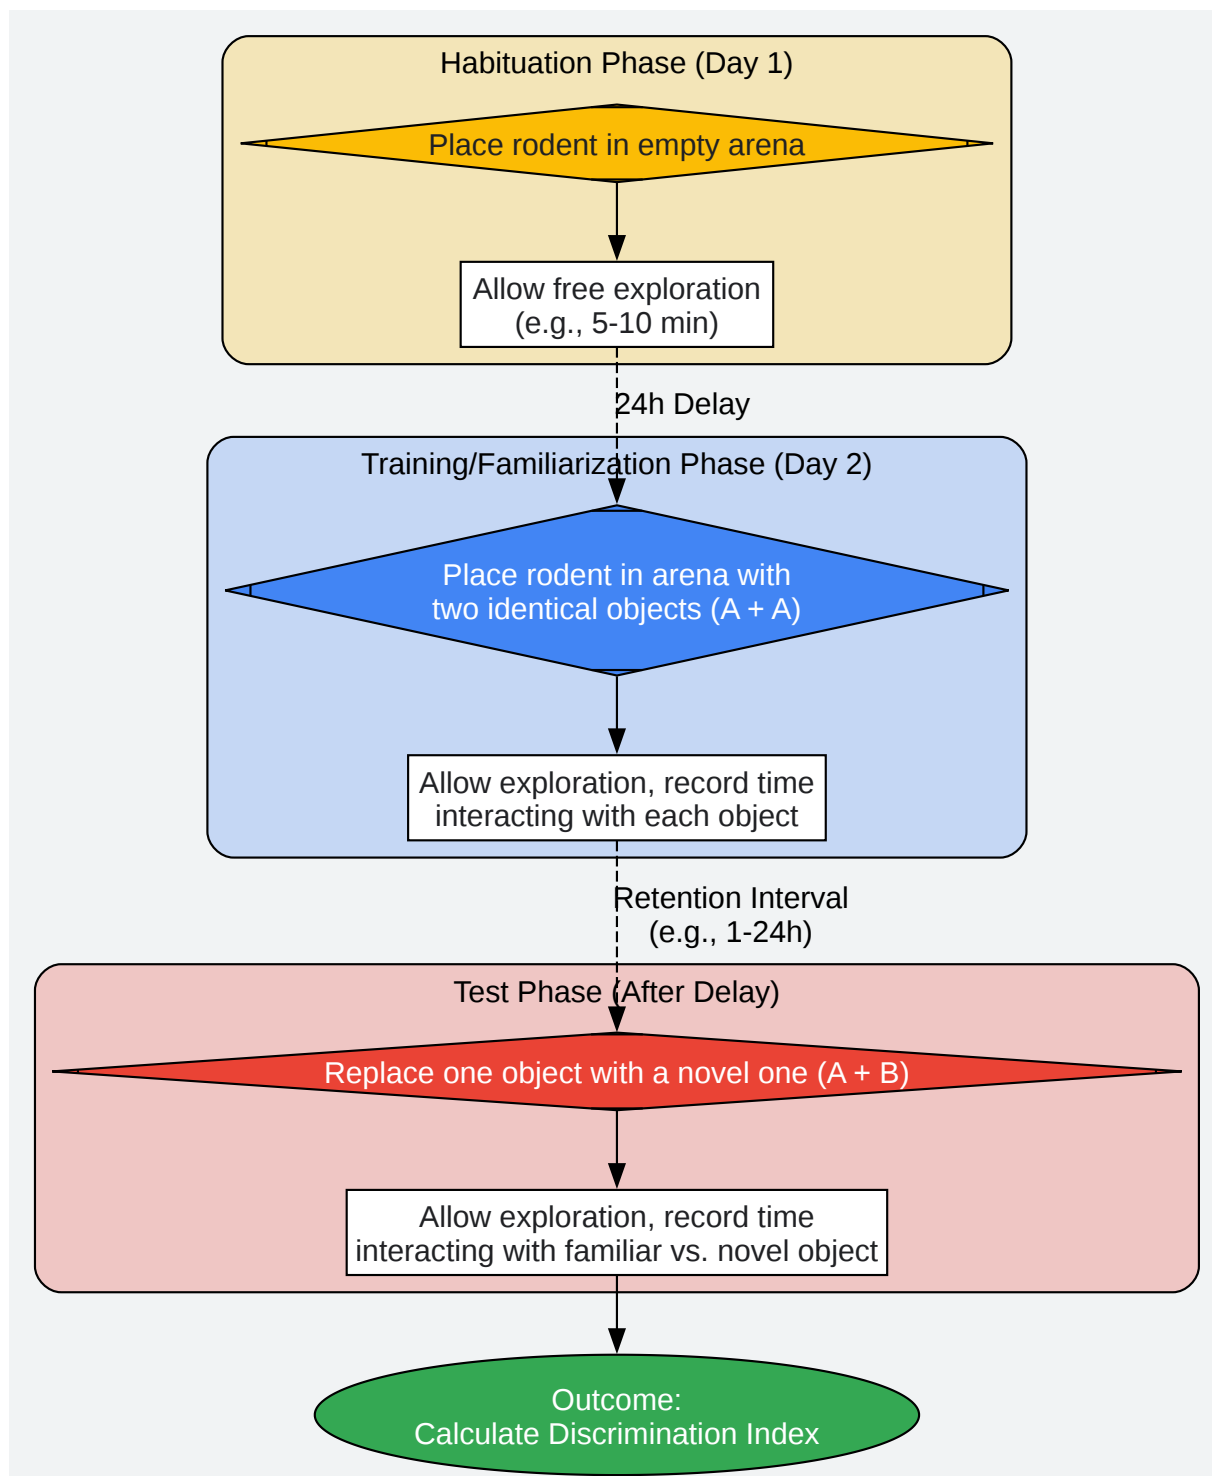 Habituation Phase (Day 1)
Place rodent in empty arena
Allow free exploration
(e.g., 5-10 min)
24h Delay
Training/Familiarization Phase (Day 2)
Place rodent in arena with
two identical objects (A + A)
Allow exploration, record time
interacting with each object
Retention Interval
(e.g., 1-24h)
Test Phase (After Delay)
Replace one object with a novel one (A + B)
Allow exploration, record time
interacting with familiar vs. novel object
Outcome:
Calculate Discrimination Index